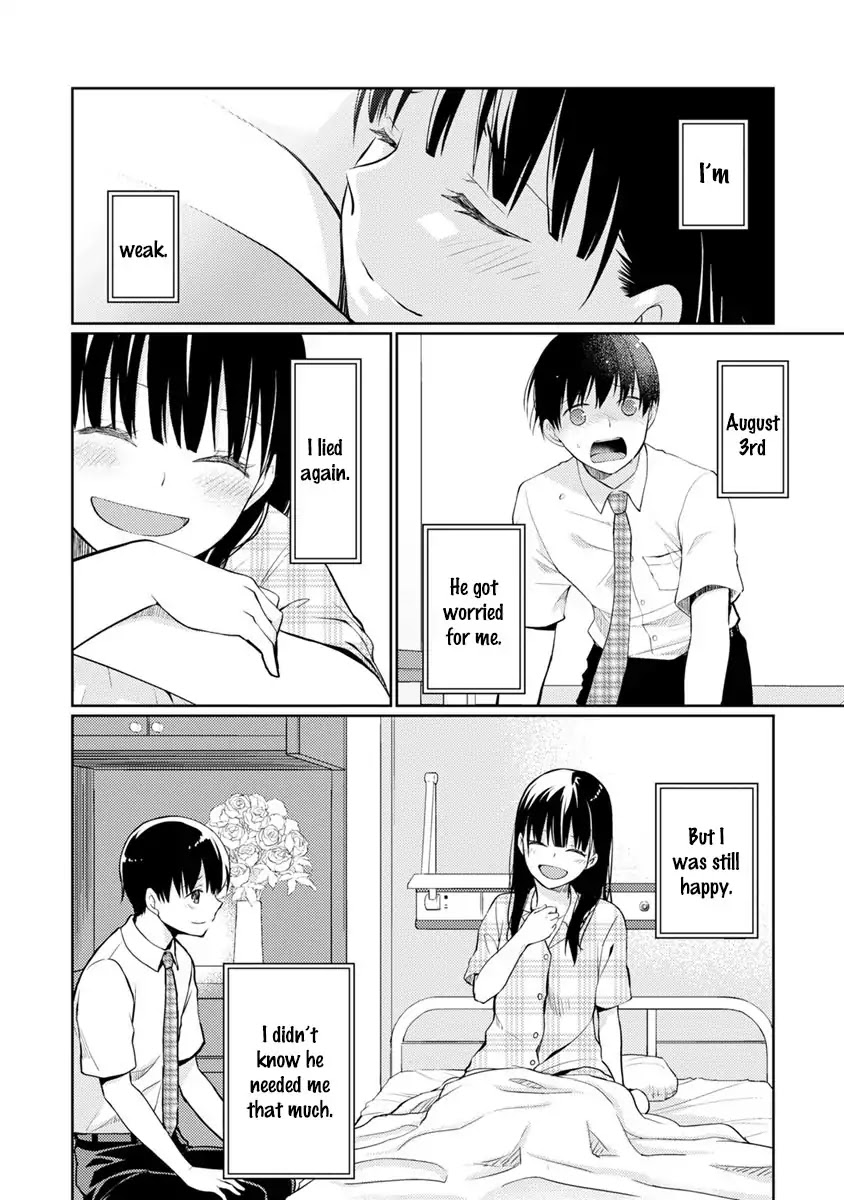 I'm
weak.
August
3rd
He got
worried
for me.
I lied
again.
But I
was still
happy.
I didn't
know he
needed me
that much.